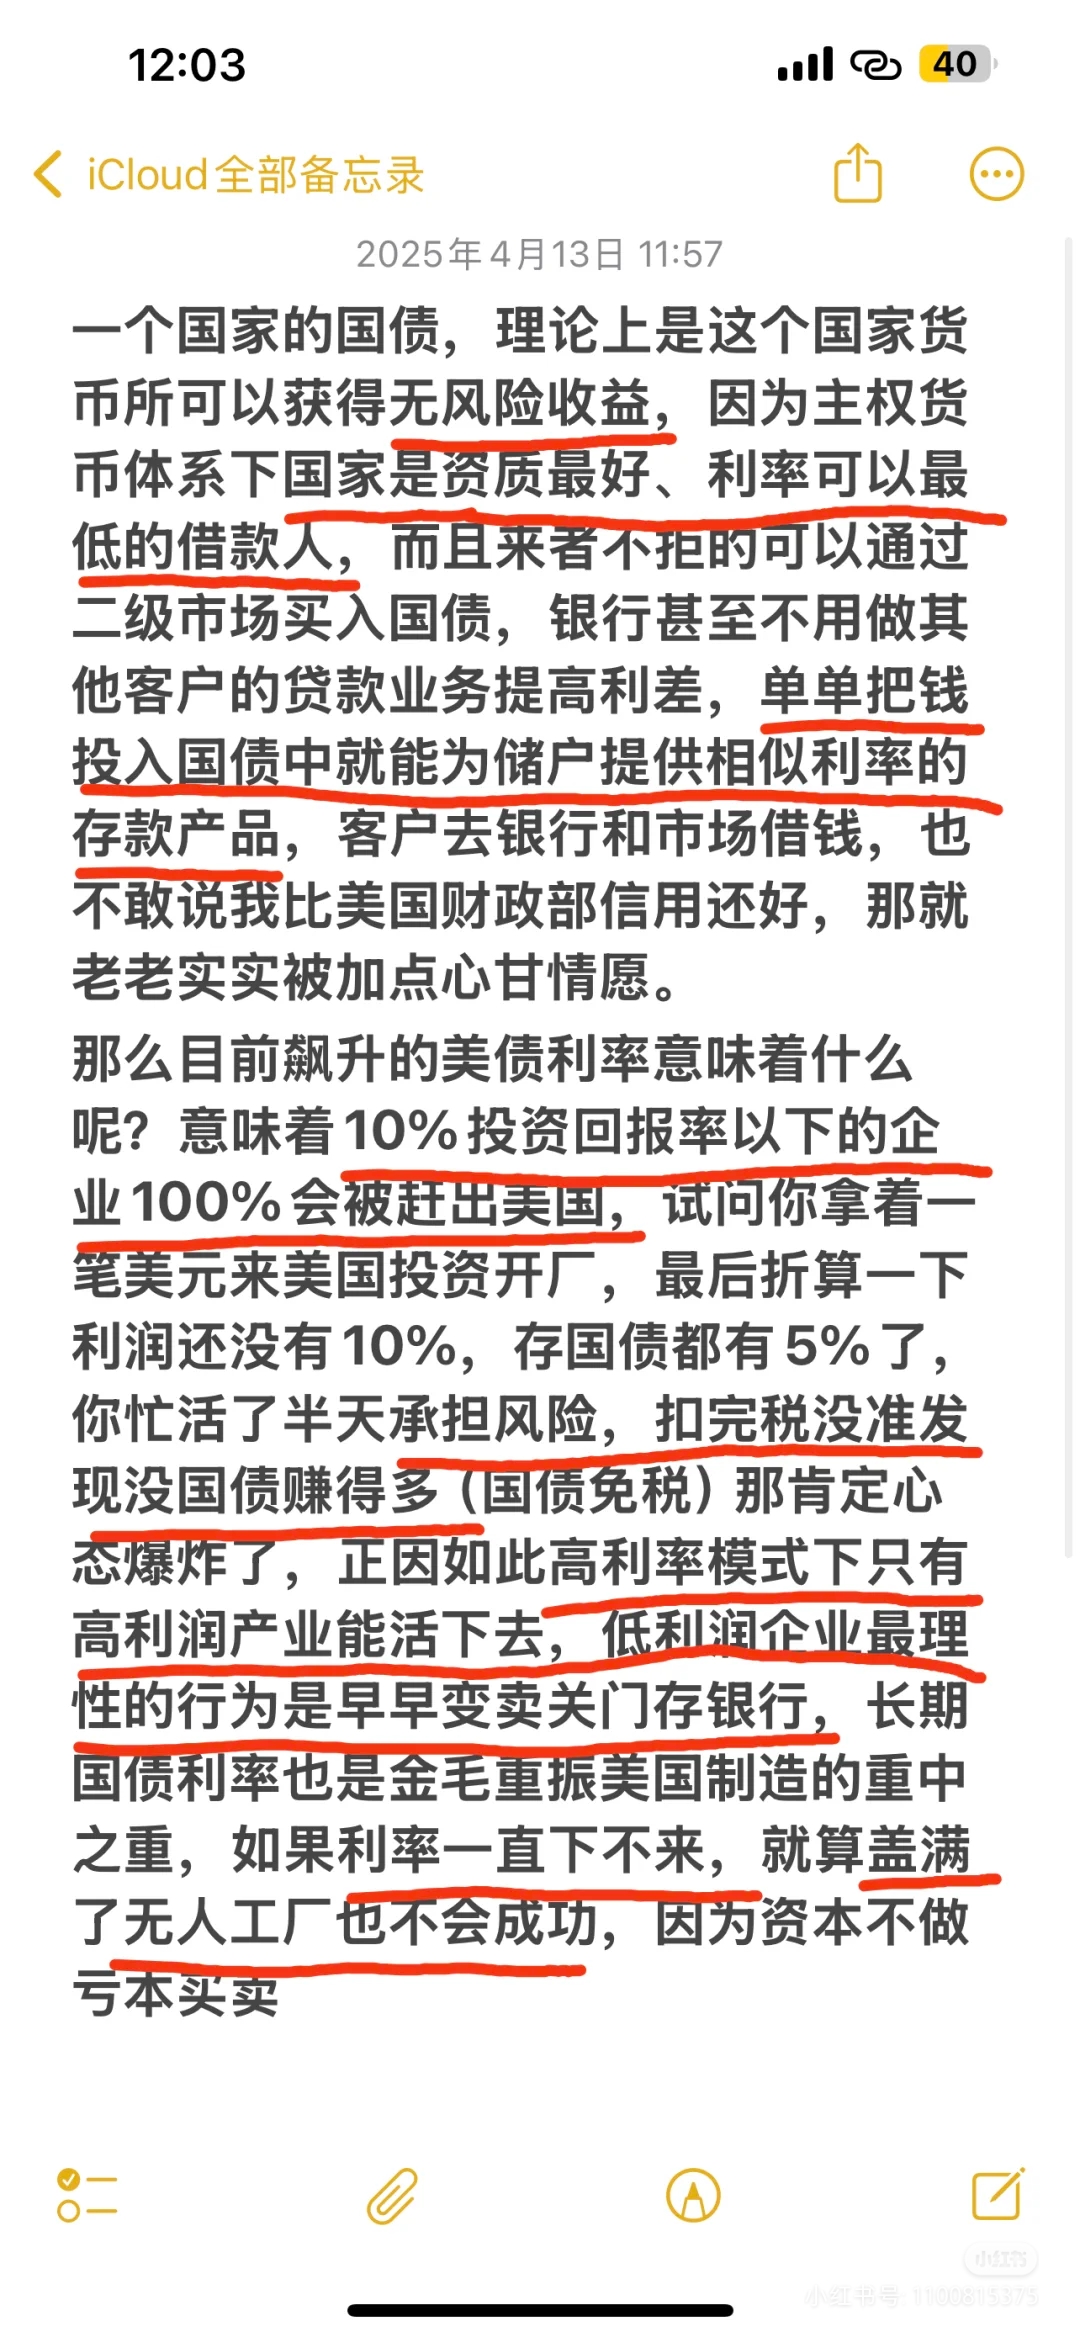 12:03
40
iCloud全部备忘录
2025年4月13日 11:57
一个国家的国债，理论上是这个国家货
币所可以获得无风险收益，因为主权货
币体系下国家是资质最好、利率可以最
低的借款人，而且来者不拒的可以通过
二级市场买入国债，银行甚至不用做其
他客户的贷款业务提高利差，单单把钱
投入国债中就能为储户提供相似利率的
存款产品，客户去银行和市场借钱，也
不敢说我比美国财政部信用还好，那就
老老实实被加点心甘情愿。
那么目前飙升的美债利率意味着什么
呢？意味着10%投资回报率以下的企
业100%会被赶出美国，试问你拿着一
笔美元来美国投资开厂，最后折算一下
利润还没有10%，存国债都有5%了，
你忙活了半天承担风险，扣完税没准发
现没国债赚得多（国债免税）那肯定心
态爆炸了，正因如此高利率模式下只有
高利润产业能活下去，低利润企业最理
性的行为是早早变卖关门存银行，长期
国债利率也是金毛重振美国制造的重中
之重，如果利率一直下不来，就算盖满
了无人工厂也不会成功，因为资本不做
亏本买卖
小红书
小红书号: 1100815375